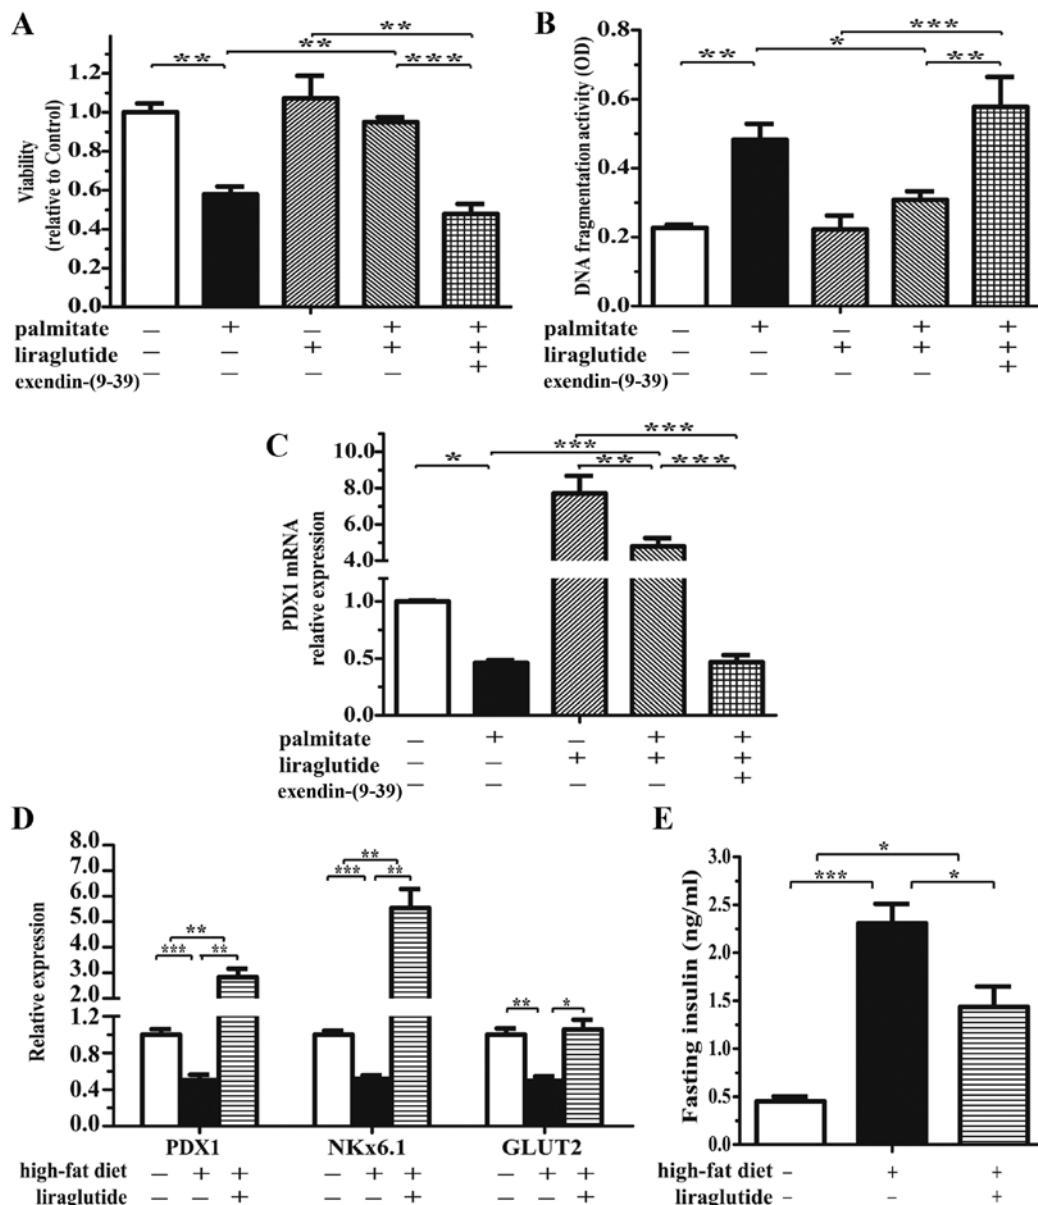 A
** ** ** ***
Viability
(relative to Control)
1.2
1.0
0.8
0.6
0.4
0.2
0.0
palmitate – + – + +
liraglutide – – + + +
exendin-(9-39) – – – – +
B
** * *** **
DNA fragmentation activity (OD)
0.8
0.6
0.4
0.2
0.0
palmitate – + – + +
liraglutide – – + + +
exendin-(9-39) – – – – +
C
* *** *** ** ***
PDX1 mRNA
relative expression
10.0
8.0
6.0
4.0
1.0
0.5
0.0
palmitate – + – + +
liraglutide – – + + +
exendin-(9-39) – – – – +
D
Relative expression
8.0
7.0
6.0
5.0
4.0
3.0
2.0
1.2
0.8
0.4
0.0
** *** **
** *** **
** *
PDX1 NKx6.1 GLUT2
high-fat diet – + + – + + – + +
liraglutide – – + – – + – – +
E
* *** *
Fasting insulin (ng/ml)
3.0
2.5
2.0
1.5
1.0
0.5
0.0
high-fat diet – + +
liraglutide – – +